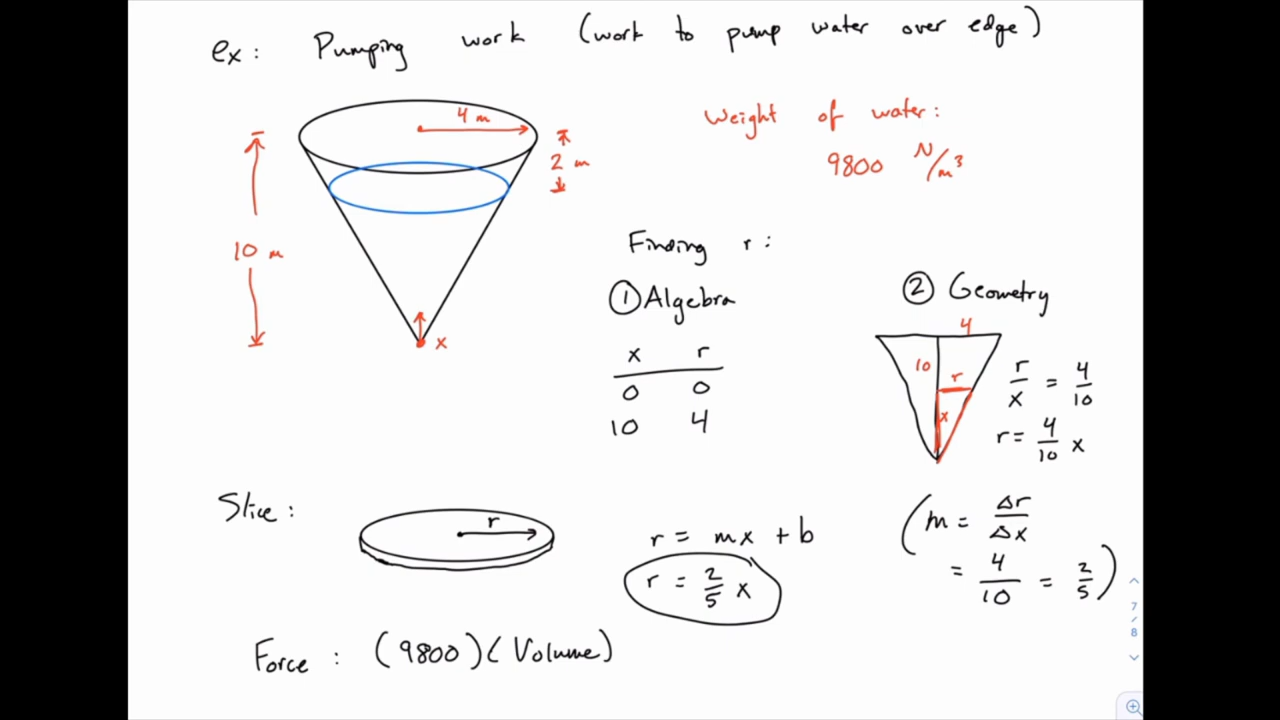 ex: Pumping work (work to pump water over edge)
4 m
2 m
10 m
x
Weight of water:
9800 N/m³
Finding r:
① Algebra
x r
0 0
10 4
② Geometry
4
10
r
x
r/x = 4/10
r = 4/10 x
Slice:
r
r = mx + b
r = 2/5 x
(m = Δr/Δx
= 4/10 = 2/5)
Force: (9800)(Volume)
7
/
8